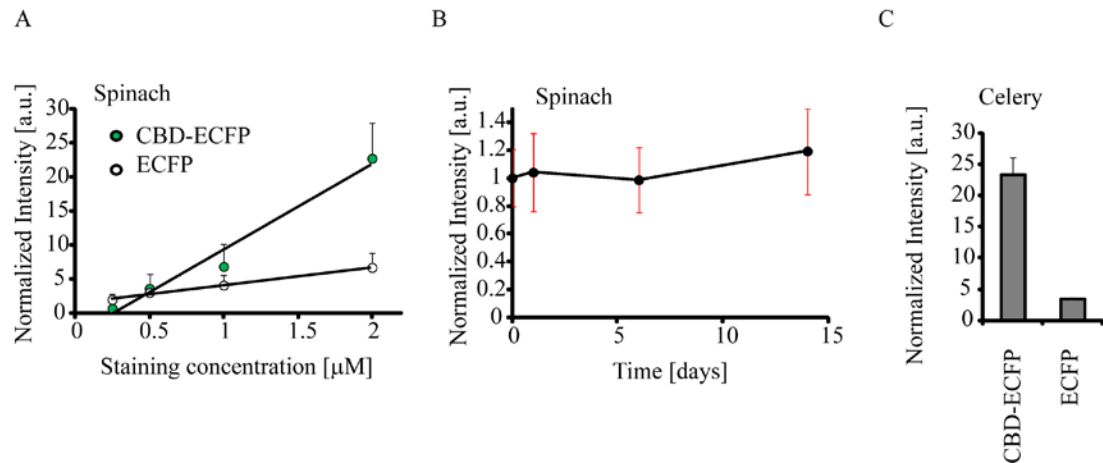 A
Spinach
Normalized Intensity [a.u.]
30
25
20
15
10
5
0
CBD-ECFP
ECFP
0.5
1
1.5
2
Staining concentration [µM]
B
Spinach
Normalized Intensity [a.u.]
1.4
1.2
1
0.8
0.6
0.4
0.2
0
0
5
10
15
Time [days]
C
Celery
Normalized Intensity [a.u.]
30
25
20
15
10
5
0
CBD-ECFP
ECFP